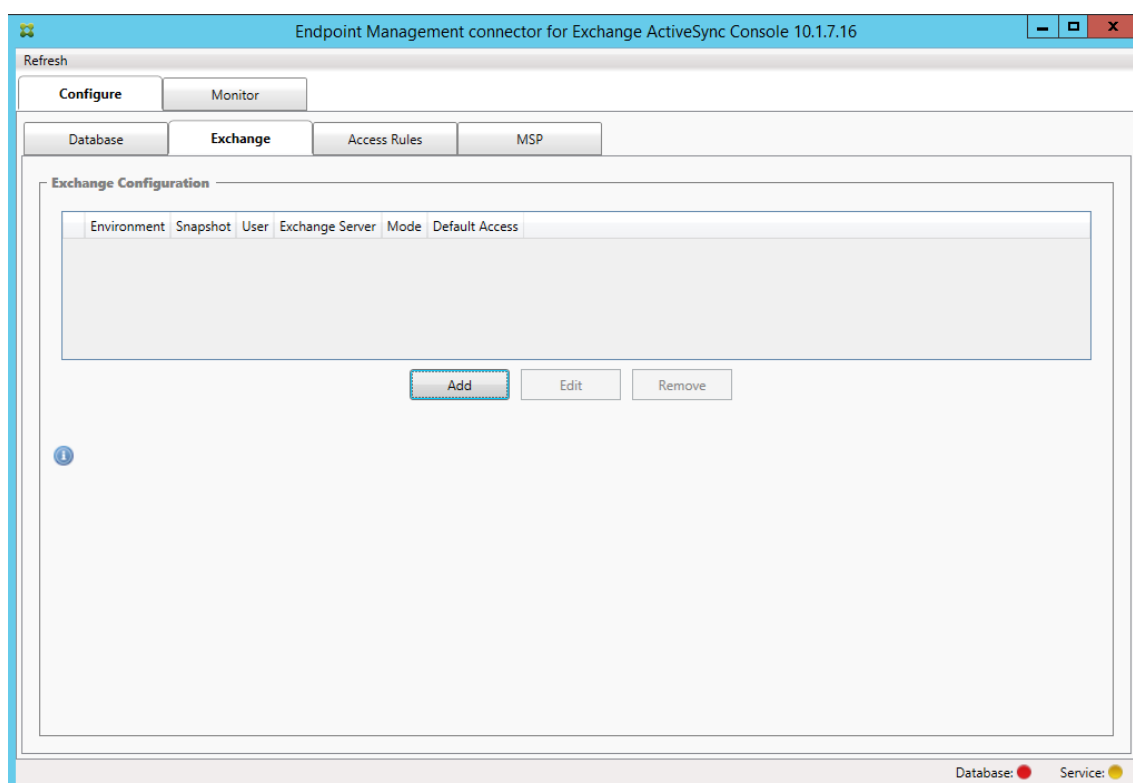 Endpoint Management connector for Exchange ActiveSync Console 10.1.7.16
Refresh
Configure Monitor
Database Exchange Access Rules MSP
Exchange Configuration
Environment Snapshot User Exchange Server Mode Default Access
Add Edit Remove
Database: Service: